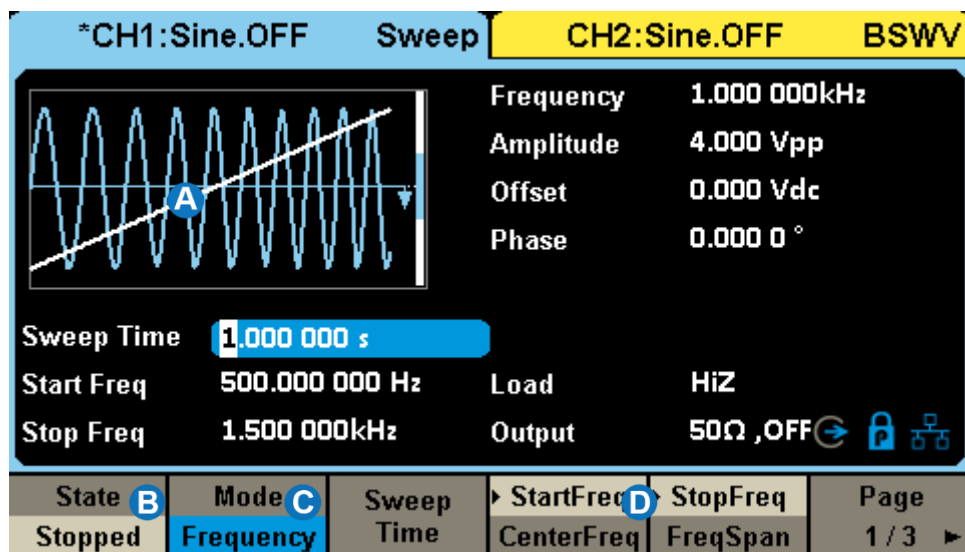 *CH1:Sine.OFF Sweep CH2:Sine.OFF BSWV
Frequency 1.000 000kHz
Amplitude 4.000 Vpp
A Offset 0.000 Vdc
Phase 0.000 0 °
Sweep Time 1.000 000 s
Start Freq 500.000 000 Hz Load HiZ
Stop Freq 1.500 000kHz Output 50Ω ,OFF P
State B Mode C Sweep Time StartFreq D StopFreq Page
Stopped Frequency CenterFreq FreqSpan 1/3